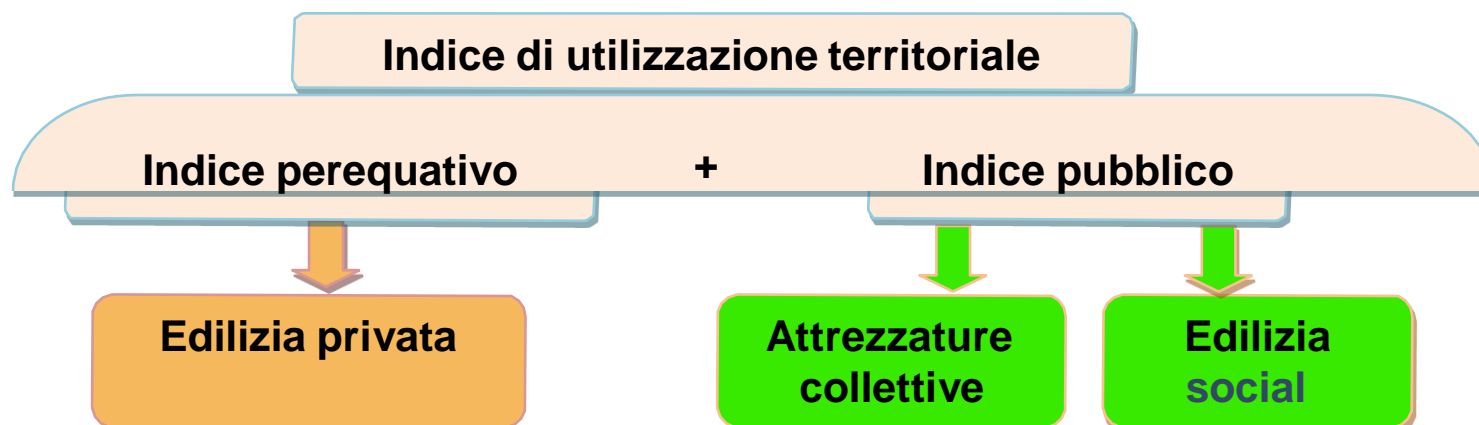 Indice di utilizzazione territoriale
Indice perequativo + Indice pubblico
Edilizia privata
Attrezzature
collettive
Edilizia
social